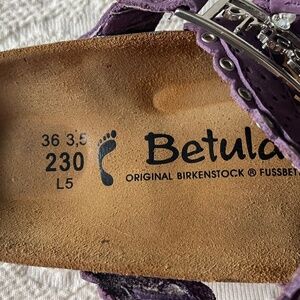 36 3,5
230
L5
Betula
ORIGINAL BIRKENSTOCK ® FUSSBET